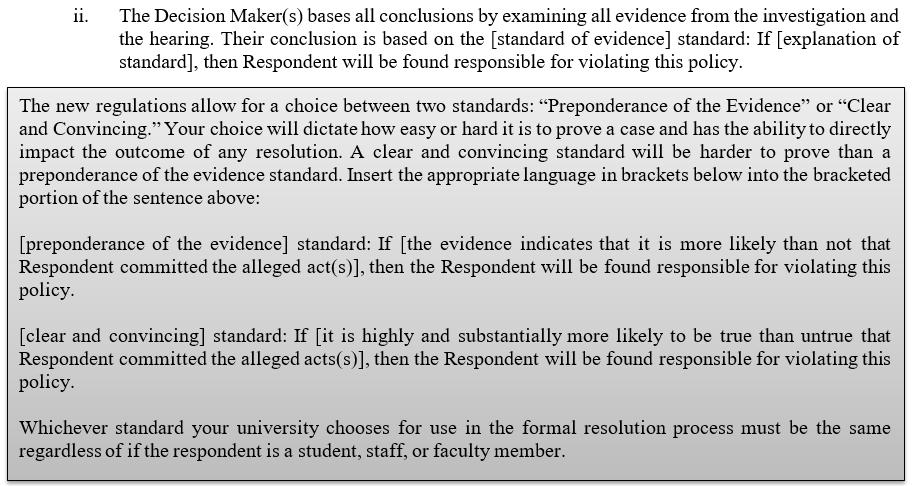 ii. The Decision Maker(s) bases all conclusions by examining all evidence from the investigation and
the hearing. Their conclusion is based on the [standard of evidence] standard: If [explanation of
standard], then Respondent will be found responsible for violating this policy.
The new regulations allow for a choice between two standards: “Preponderance of the Evidence” or “Clear
and Convincing.” Your choice will dictate how easy or hard it is to prove a case and has the ability to directly
impact the outcome of any resolution. A clear and convincing standard will be harder to prove than a
preponderance of the evidence standard. Insert the appropriate language in brackets below into the bracketed
portion of the sentence above:
[preponderance of the evidence] standard: If [the evidence indicates that it is more likely than not that
Respondent committed the alleged act(s)], then the Respondent will be found responsible for violating this
policy.
[clear and convincing] standard: If [it is highly and substantially more likely to be true than untrue that
Respondent committed the alleged acts(s)], then the Respondent will be found responsible for violating this
policy.
Whichever standard your university chooses for use in the formal resolution process must be the same
regardless of if the respondent is a student, staff, or faculty member.